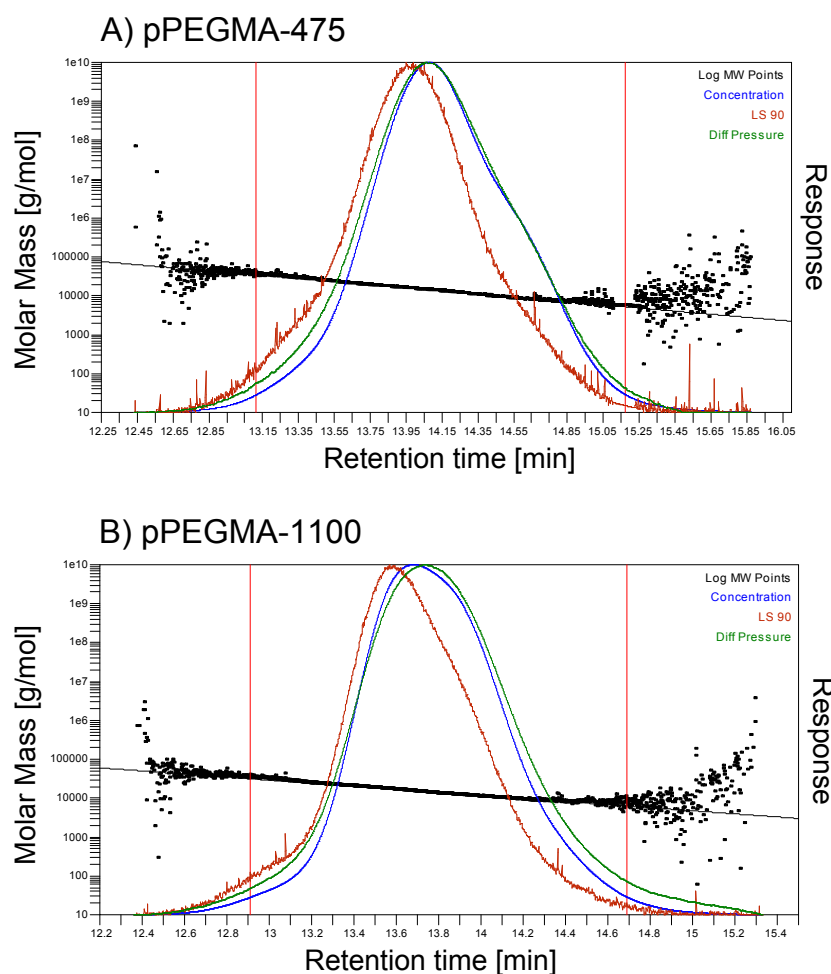 A) pPEGMA-475
1e10
1e9
1e8
1e7
1e6
100000
10000
1000
100
10
Molar Mass [g/mol]
Log MW Points
Concentration
LS 90
Diff Pressure
Response
12.25 12.45 12.65 12.85 13.15 13.35 13.55 13.75 13.95 14.15 14.35 14.55 14.85 15.05 15.25 15.45 15.65 15.85 16.05
Retention time [min]
B) pPEGMA-1100
1e10
1e9
1e8
1e7
1e6
100000
10000
1000
100
10
Molar Mass [g/mol]
Log MW Points
Concentration
LS 90
Diff Pressure
Response
12.2 12.4 12.6 12.8 13 13.2 13.4 13.6 13.8 14 14.2 14.4 14.6 14.8 15 15.2 15.4
Retention time [min]